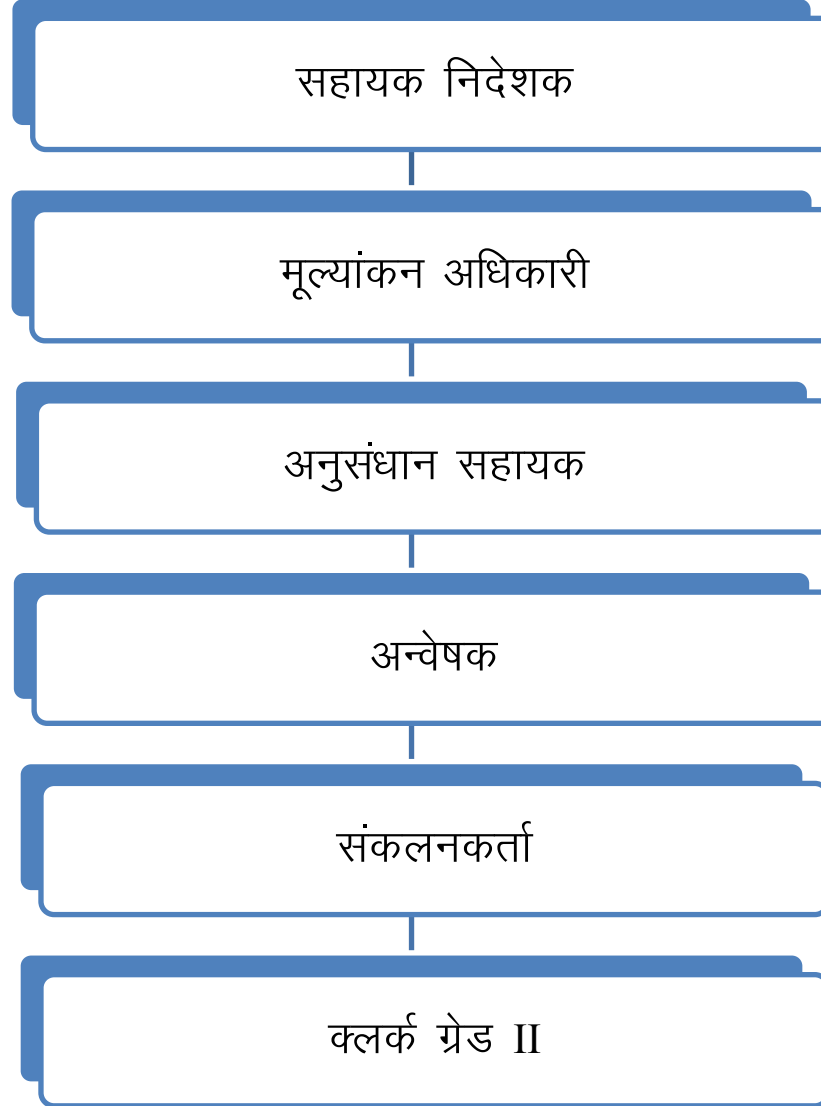 सहायक निदेशक
मूल्यांकन अधिकारी
अनुसंधान सहायक
अन्वेषक
संकलनकर्ता
क्लर्क ग्रेड II